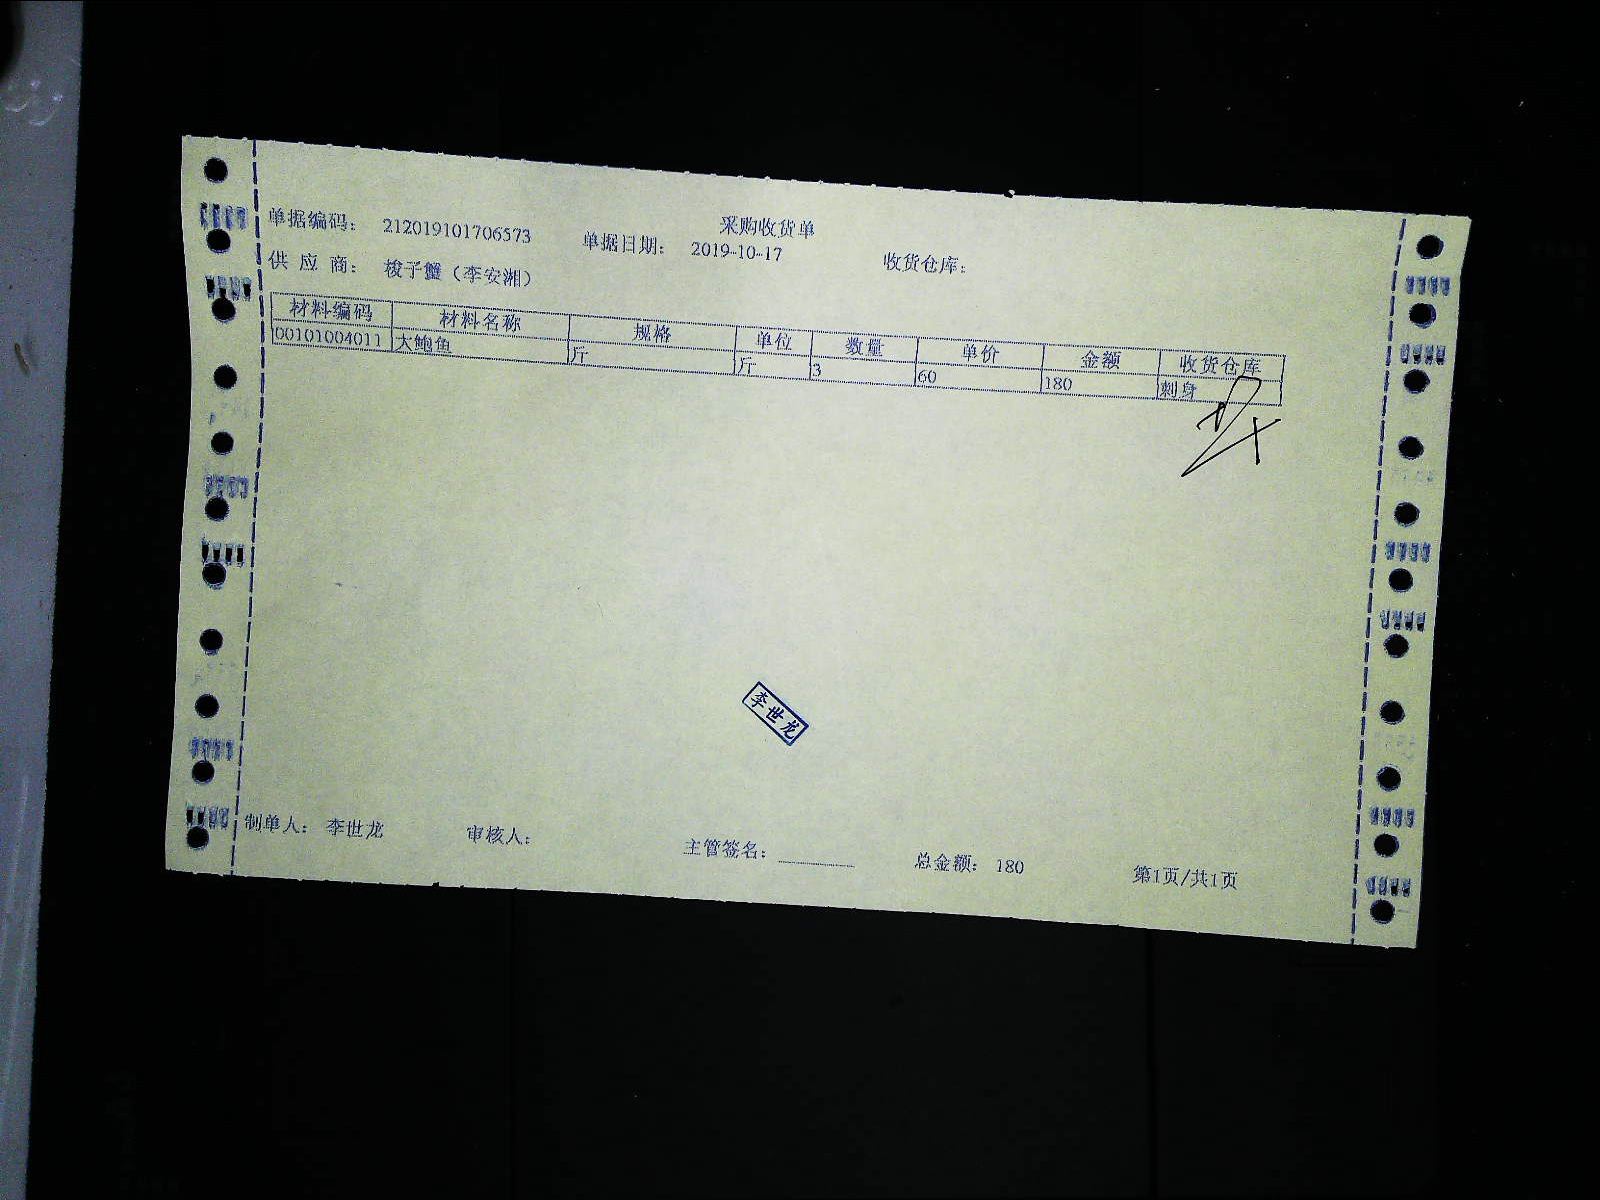 采购收货单
单据编码： 212019101706573 单据日期： 2019-10-17 收货仓库：
供应商： 梭子蟹（李安湘）
材料编码 材料名称 规格 单位 数量 单价 金额 收货仓库
00101004011 大鲍鱼 斤 斤 3 60 180 刺身
李世龙
制单人： 李世龙 审核人： 主管签名： 总金额： 180 第1页/共1页